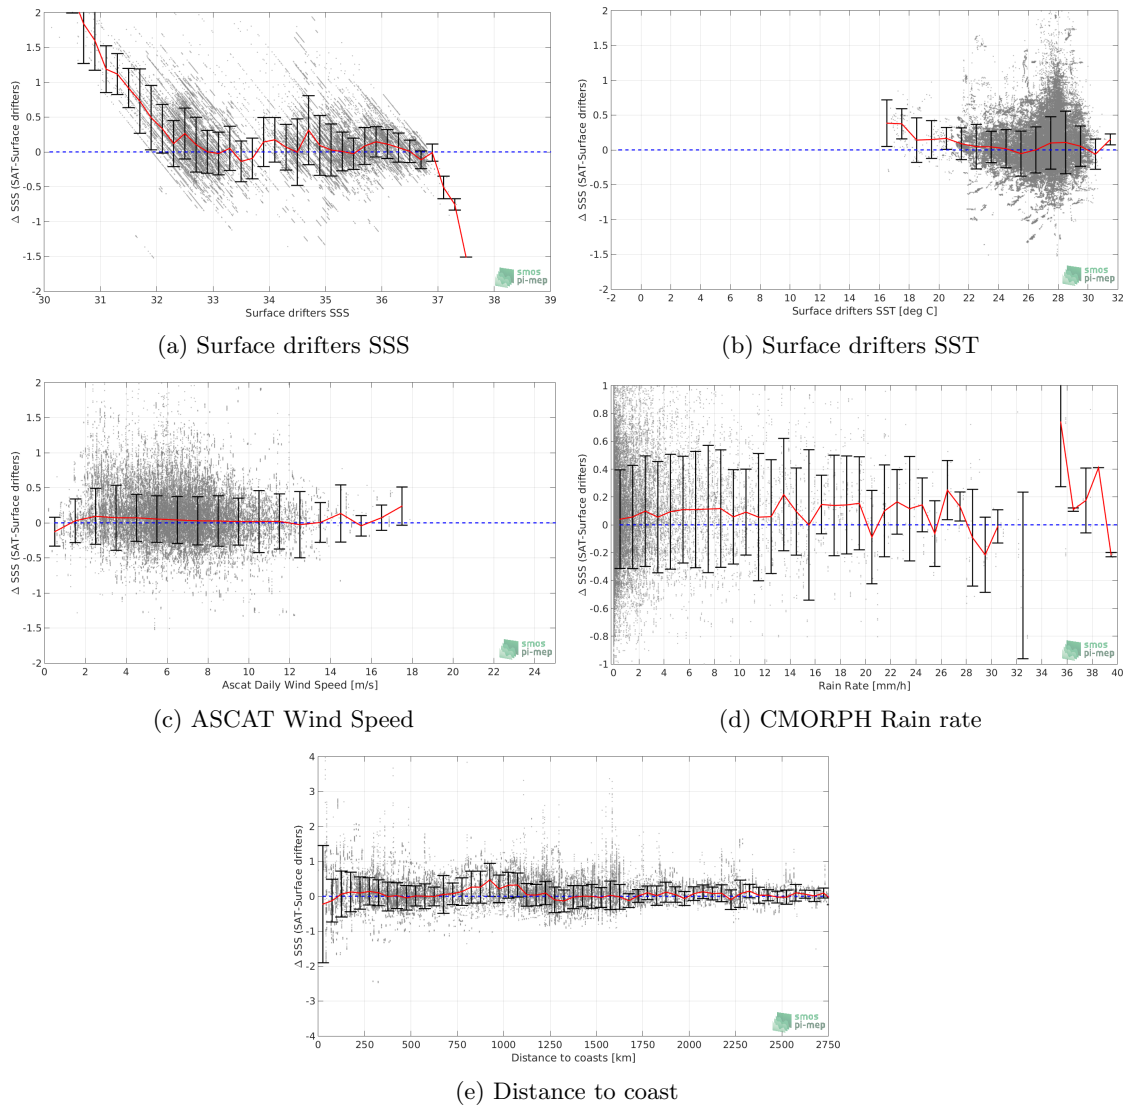 2
1.5
1
0.5
0
-0.5
-1
-1.5
-2
Δ SSS (SAT-Surface drifters)
30 31 32 33 34 35 36 37 38 39
Surface drifters SSS
smos
pi-mep
(a) Surface drifters SSS
2
1.5
1
0.5
0
-0.5
-1
-1.5
-2
Δ SSS (SAT-Surface drifters)
-2 0 2 4 6 8 10 12 14 16 18 20 22 24 26 28 30 32
Surface drifters SST [deg C]
smos
pi-mep
(b) Surface drifters SST
2
1.5
1
0.5
0
-0.5
-1
-1.5
-2
Δ SSS (SAT-Surface drifters)
0 2 4 6 8 10 12 14 16 18 20 22 24
Ascat Daily Wind Speed [m/s]
smos
pi-mep
(c) ASCAT Wind Speed
1
0.8
0.6
0.4
0.2
0
-0.2
-0.4
-0.6
-0.8
-1
Δ SSS (SAT-Surface drifters)
0 2 4 6 8 10 12 14 16 18 20 22 24 26 28 30 32 34 36 38 40
Rain Rate [mm/h]
smos
pi-mep
(d) CMORPH Rain rate
4
3
2
1
0
-1
-2
-3
-4
Δ SSS (SAT-Surface drifters)
0 250 500 750 1000 1250 1500 1750 2000 2250 2500 2750
Distance to coasts [km]
smos
pi-mep
(e) Distance to coast